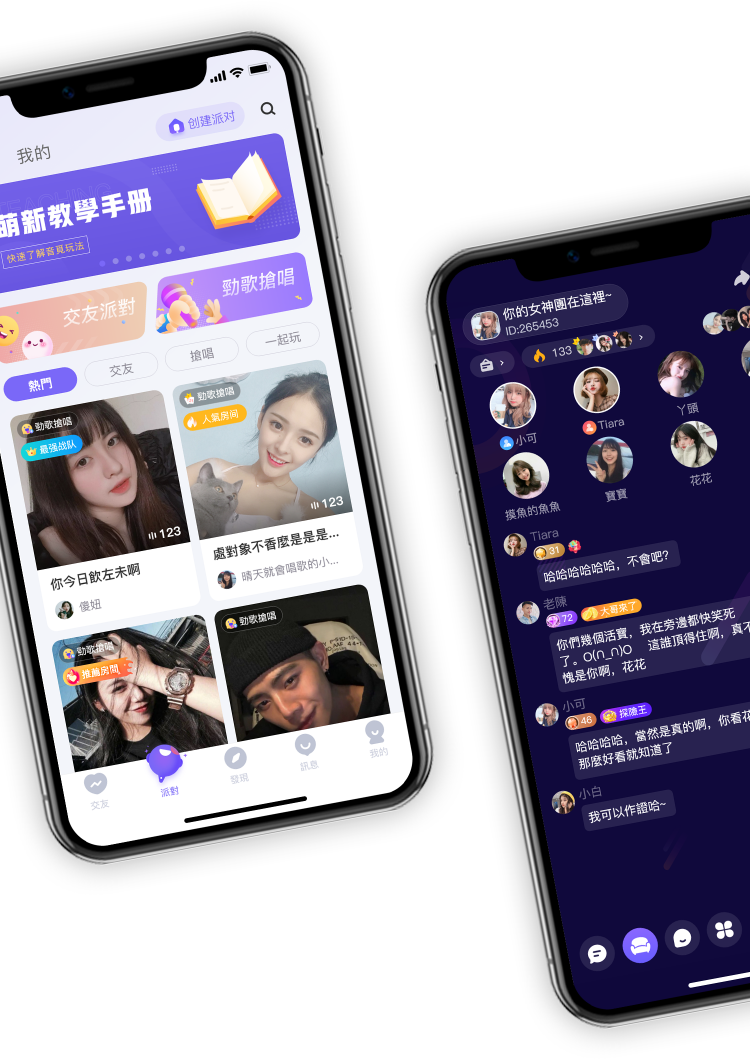 创建派对
我的
萌新教學手册
快速了解音覓玩法
交友派對
勁歌搶唱
熱門
交友
搶唱
一起玩
勁歌搶唱
最强战队
123
你今日飲左未啊
傻妞
勁歌搶唱
人氣房间
123
處對象不香麼是是是...
晴天就會唱歌的小...
勁歌搶唱
推薦房間
勁歌搶唱
交友
派對
發現
訊息
我的
你的女神團在這裡~
ID:265453
133
小可
Tiara
丫頭
摸魚的魚魚
寶寶
花花
Tiara
31
哈哈哈哈哈哈，不會吧?
老陳
72
大哥來了
你們幾個活寶，我在旁邊都快笑死
了。O(∩_∩)O 這誰頂得住啊，真不
愧是你啊，花花
小可
46
探險王
哈哈哈哈，當然是真的啊，你看花
那麼好看就知道了
小白
我可以作證哈~